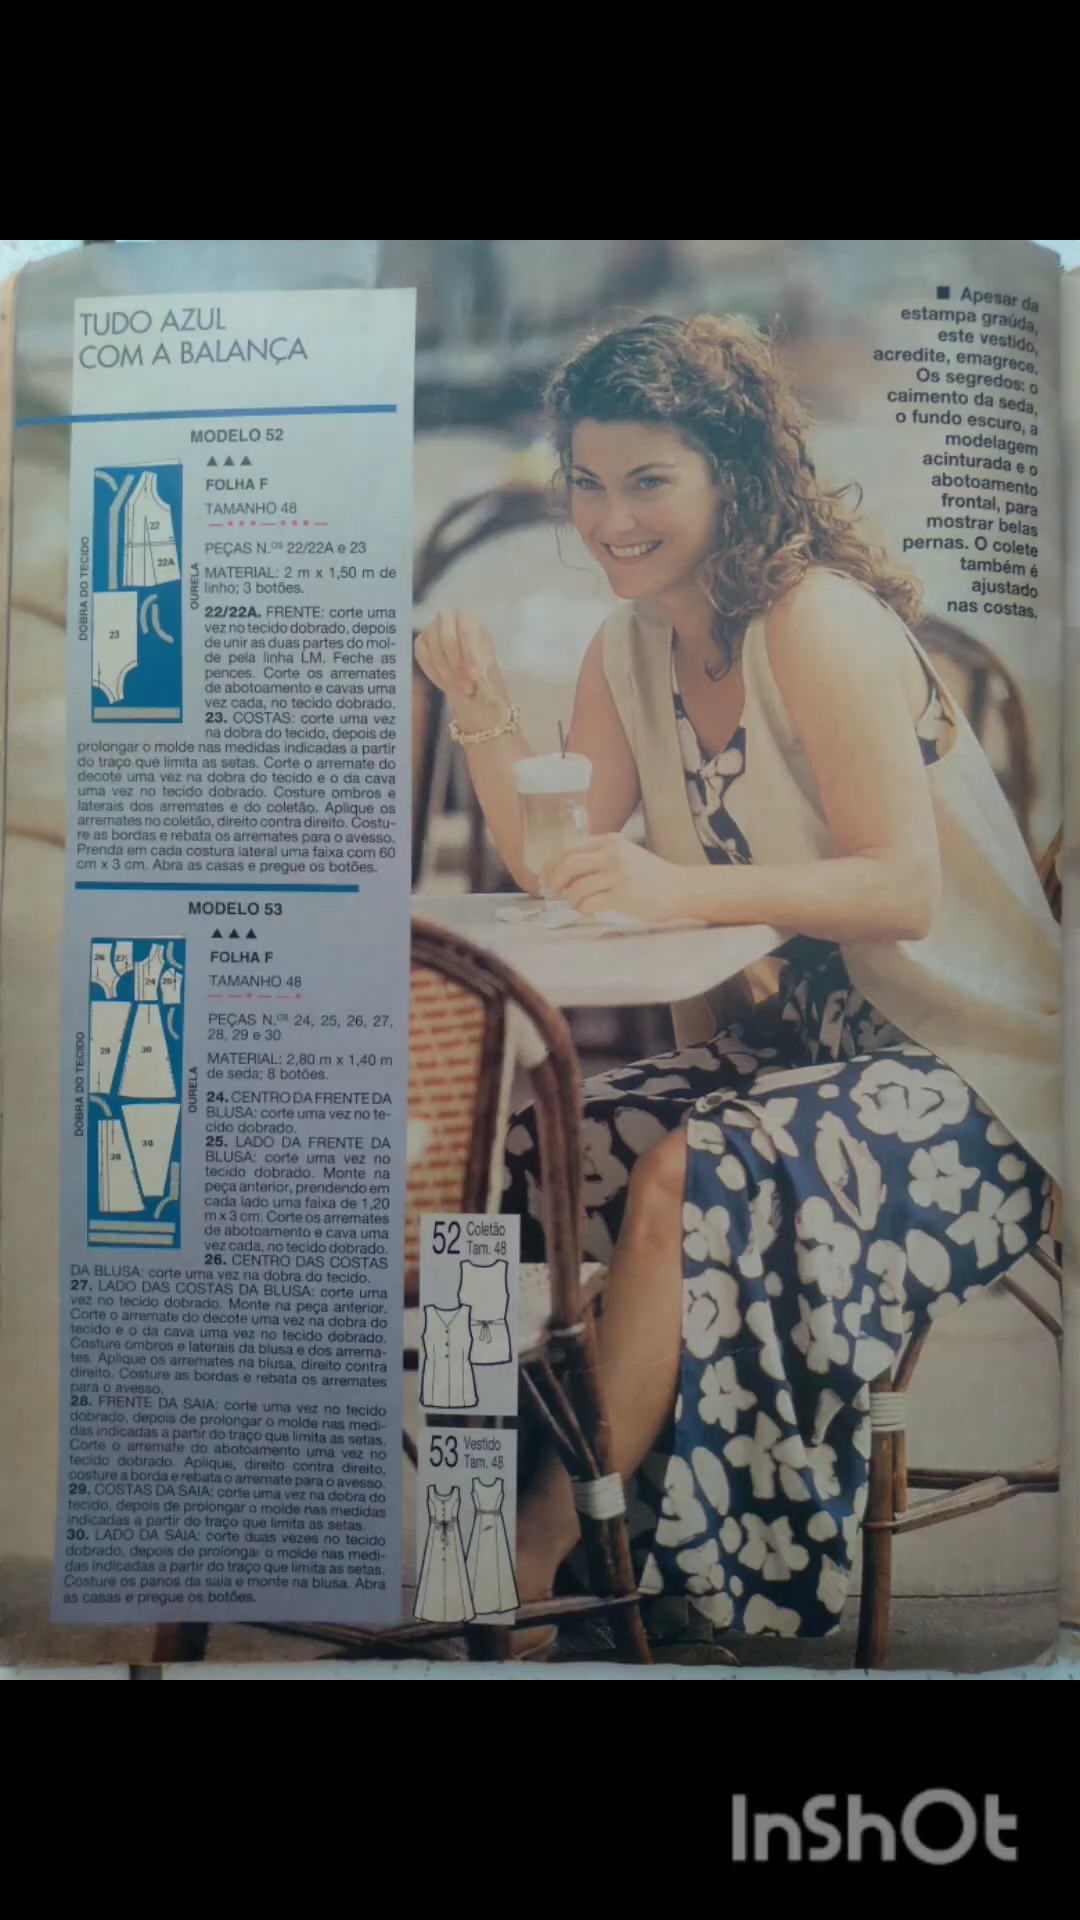 TUDO AZUL
COM A BALANÇA
MODELO 52
FOLHA F
TAMANHO 48
PEÇAS N.OS 22/22A e 23
MATERIAL: 2 m x 1,50 m de
linho; 3 botões.
22/22A. FRENTE: corte uma
vez no tecido dobrado, depois
de unir as duas partes do mol-
de pela linha LM. Feche as
pences. Corte os arremates
de abotoamento e cavas uma
vez cada, no tecido dobrado.
23. COSTAS: corte uma vez
na dobra do tecido, depois de
prolongar o molde nas medidas indicadas a partir
do traço que limita as setas. Corte o arremate do
decote uma vez na dobra do tecido e o da cava
uma vez no tecido dobrado. Costure ombros e
laterais dos arremates e do coletão. Aplique os
arremates no coletão, direito contra direito. Costu-
re as bordas e rebata os arremates para o avesso.
Prenda em cada costura lateral uma faixa com 60
cm x 3 cm. Abra as casas e pregue os botões.
DOBRA DO TECIDO
OURELA
22
22A
23
MODELO 53
FOLHA F
TAMANHO 48
PEÇAS N.OS 24, 25, 26, 27,
28, 29 e 30
MATERIAL: 2,80 m x 1,40 m
de seda; 8 botões.
24. CENTRO DA FRENTE DA
BLUSA: corte uma vez no te-
cido dobrado.
25. LADO DA FRENTE DA
BLUSA: corte uma vez no
tecido dobrado. Monte na
peça anterior, prendendo em
cada lado uma faixa de 1,20
m x 3 cm. Corte os arremates
de abotoamento e cava uma
vez cada, no tecido dobrado.
26. CENTRO DAS COSTAS
DA BLUSA: corte uma vez na dobra do tecido.
27. LADO DAS COSTAS DA BLUSA: corte uma
vez no tecido dobrado. Monte na peça anterior.
Corte o arremate do decote uma vez na dobra do
tecido e o da cava uma vez no tecido dobrado.
Costure ombros e laterais da blusa e dos arrema-
tes. Aplique os arremates na blusa, direito contra
direito. Costure as bordas e rebata os arremates
para o avesso.
28. FRENTE DA SAIA: corte uma vez no tecido
dobrado, depois de prolongar o molde nas medi-
das indicadas a partir do traço que limita as setas.
Corte o arremate do abotoamento uma vez no
tecido dobrado. Aplique, direito contra direito,
costure a borda e rebata o arremate para o avesso.
29. COSTAS DA SAIA: corte uma vez na dobra do
tecido, depois de prolongar o molde nas medidas
indicadas a partir do traço que limita as setas.
30. LADO DA SAIA: corte duas vezes no tecido
dobrado, depois de prolongar o molde nas medi-
das indicadas a partir do traço que limita as setas.
Costure os panos da saia e monte na blusa. Abra
as casas e pregue os botões.
DOBRA DO TECIDO
OURELA
26
27
24
25
29
30
28
30
Apesar da
estampa graúda,
este vestido,
acredite, emagrece.
Os segredos: o
caimento da seda,
o fundo escuro, a
modelagem
acinturada e o
abotoamento
frontal, para
mostrar belas
pernas. O colete
também é
ajustado
nas costas.
52 Coletão
Tam. 48
53 Vestido
Tam. 48
InShOt